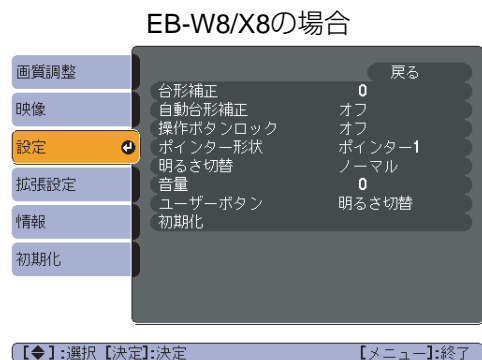 EB-W8/X8の場合
画質調整
映像
設定
拡張設定
情報
初期化
戻る
台形補正 0
自動台形補正 オフ
操作ボタンロック オフ
ポインター形状 ポインター1
明るさ切替 ノーマル
音量 0
ユーザーボタン 明るさ切替
初期化
【◆】:選択 【決定】:決定 【メニュー】:終了